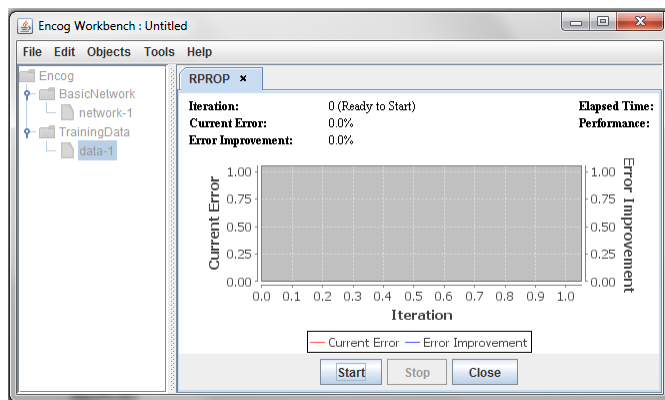 Encog Workbench : Untitled
File Edit Objects Tools Help
Encog
BasicNetwork
network-1
TrainingData
data-1
RPROP ×
Iteration: 0 (Ready to Start) Elapsed Time:
Current Error: 0.0% Performance:
Error Improvement: 0.0%
Current Error
1.00
0.75
0.50
0.25
0.00
1.00
0.75
0.50
0.25
0.00
Error Improvement
0.0 0.1 0.2 0.3 0.4 0.5 0.6 0.7 0.8 0.9 1.0
Iteration
Current Error Error Improvement
Start Stop Close